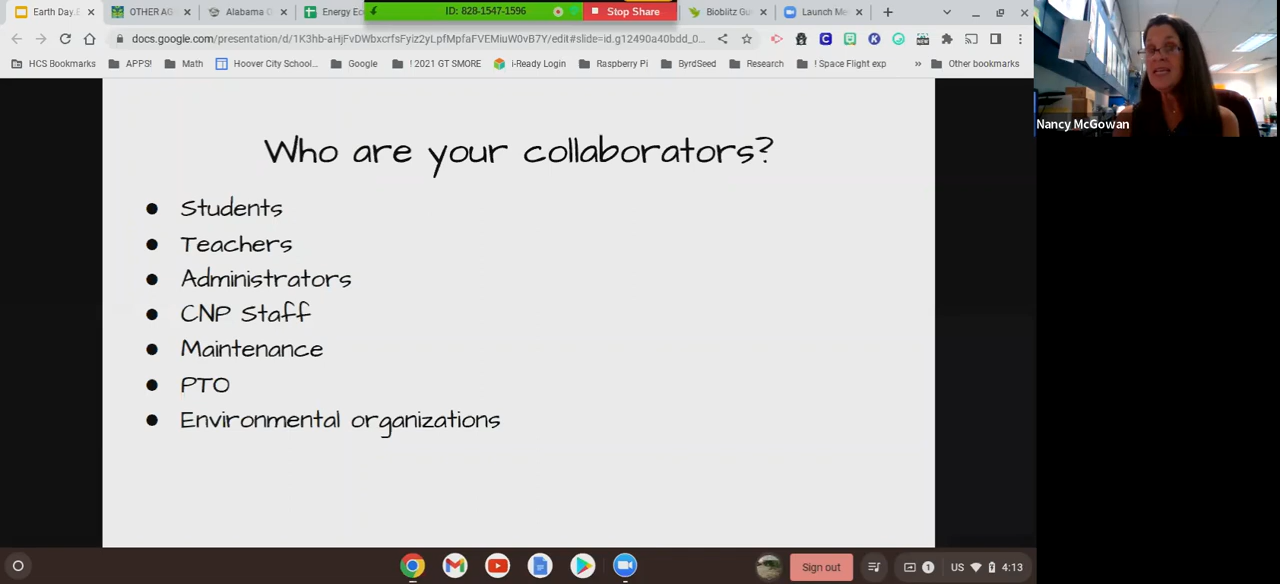 Earth Day.E
OTHER AG
Alabama
Energy Ec
ID: 828-1547-1596
Stop Share
Bioblitz Gu
Launch Me
docs.google.com/presentation/d/1K3hb-aHjFvDWbxcrfsFyiz2yLpfMpfaFVEMiuW0vB7Y/edit#slide=id.g12490a40bdd_0...
HCS Bookmarks
APPS!
Math
Hoover City School...
Google
! 2021 GT SMORE
i-Ready Login
Raspberry Pi
ByrdSeed
Research
! Space Flight exp
»
Other bookmarks
Nancy McGowan
Who are your collaborators?
● Students
● Teachers
● Administrators
● CNP Staff
● Maintenance
● PTO
● Environmental organizations
Sign out
1
US
4:13